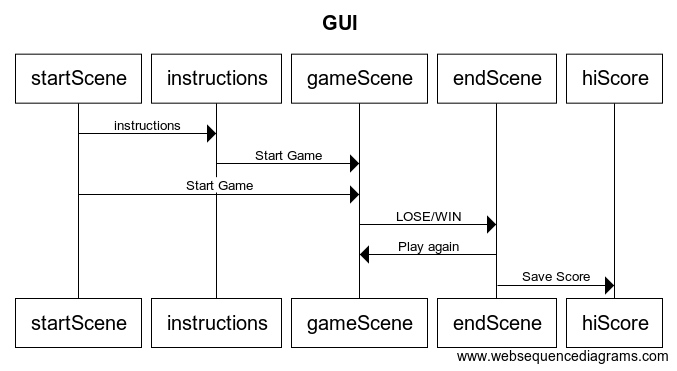 GUI
startScene instructions gameScene endScene hiScore
instructions
Start Game
Start Game
LOSE/WIN
Play again
Save Score
startScene instructions gameScene endScene hiScore
www.websequencediagrams.com